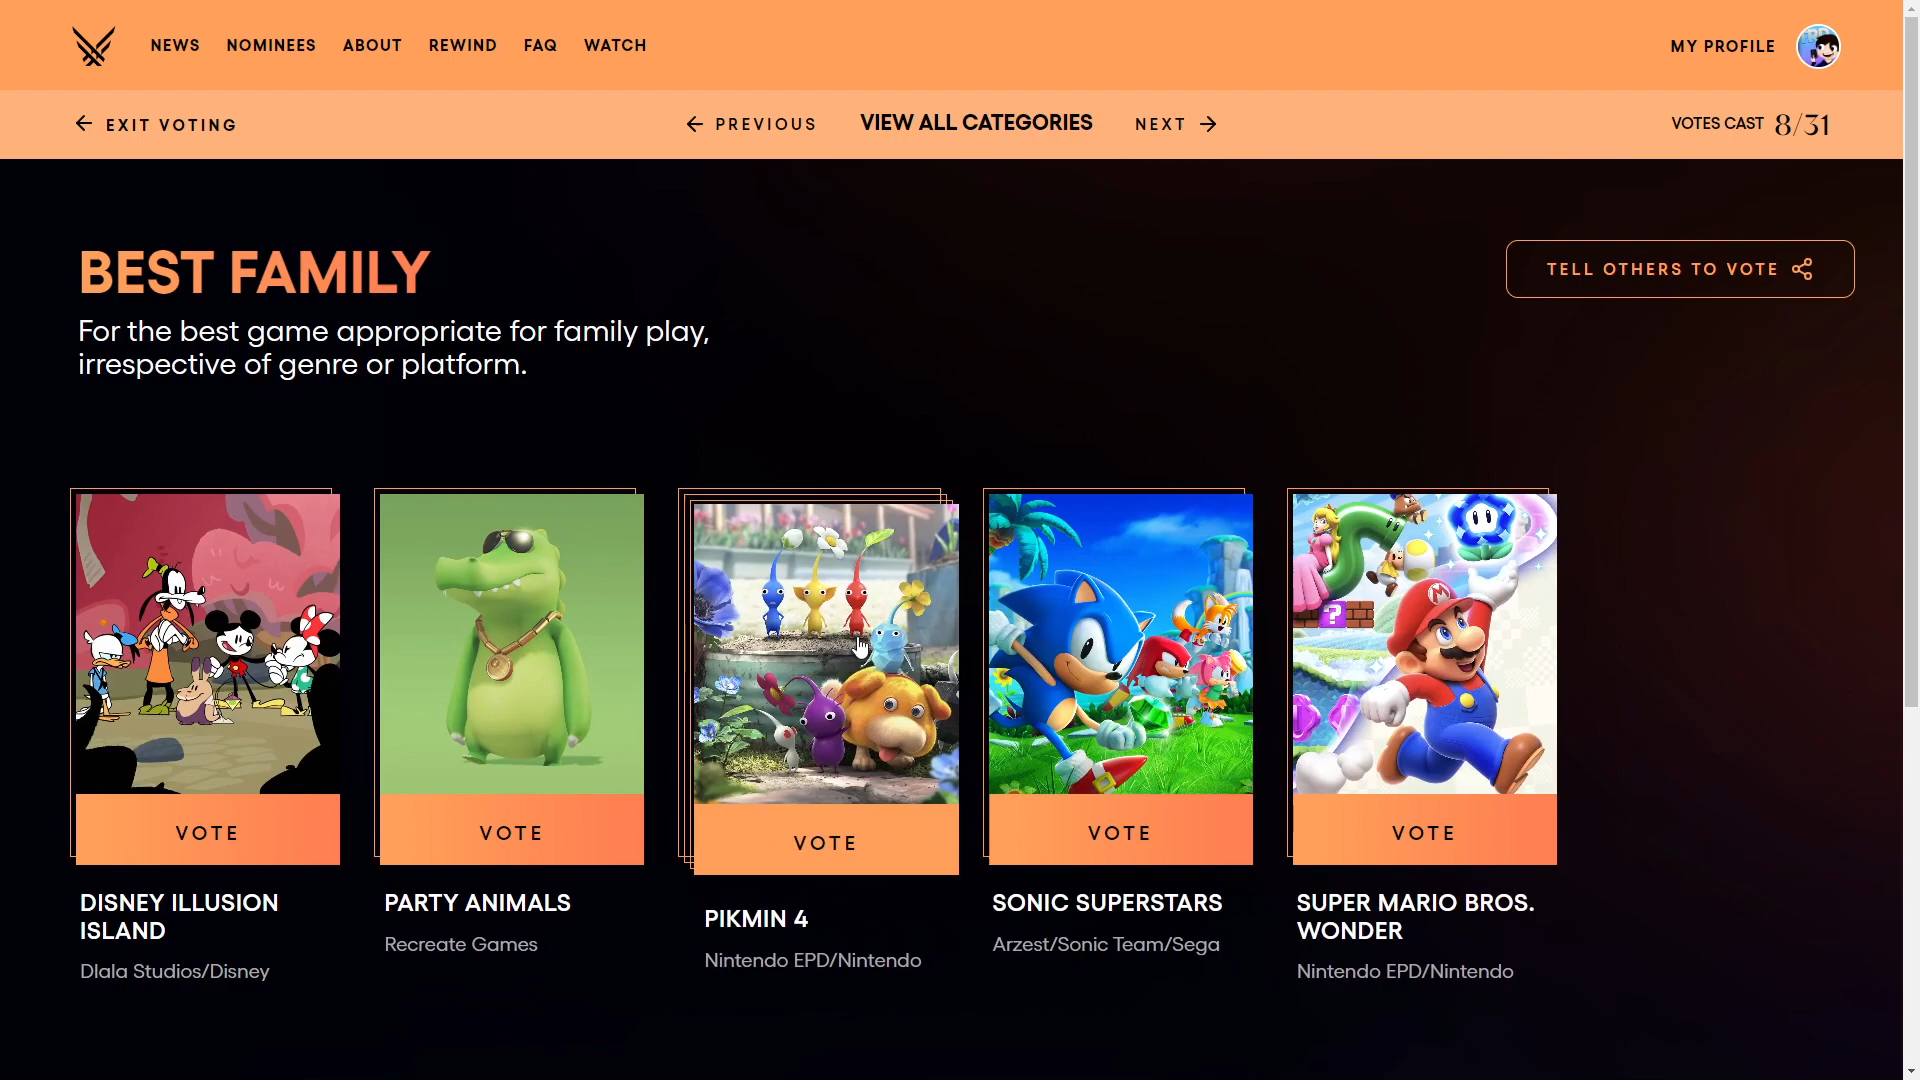 NEWS NOMINEES ABOUT REWIND FAQ WATCH MY PROFILE
EXIT VOTING PREVIOUS VIEW ALL CATEGORIES NEXT VOTES CAST 8/31
BEST FAMILY
TELL OTHERS TO VOTE
For the best game appropriate for family play,
irrespective of genre or platform.
VOTE
DISNEY ILLUSION
ISLAND
Dlala Studios/Disney
VOTE
PARTY ANIMALS
Recreate Games
VOTE
PIKMIN 4
Nintendo EPD/Nintendo
VOTE
SONIC SUPERSTARS
Arzest/Sonic Team/Sega
?
M
VOTE
SUPER MARIO BROS.
WONDER
Nintendo EPD/Nintendo